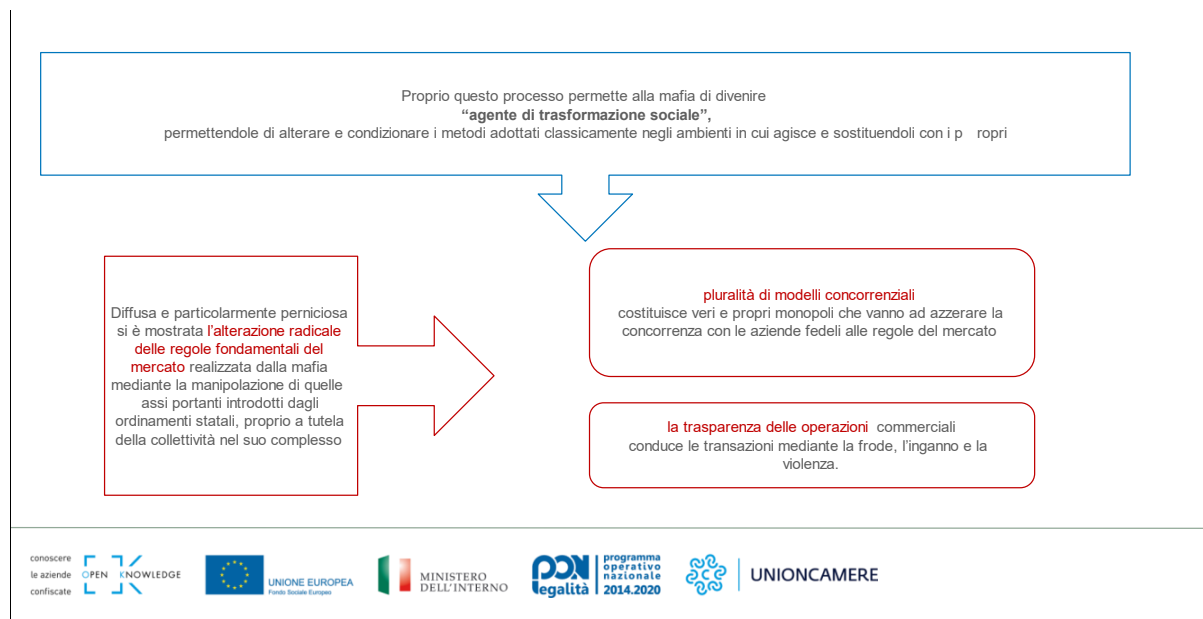 Proprio questo processo permette alla mafia di divenire
“agente di trasformazione sociale”,
permettendole di alterare e condizionare i metodi adottati classicamente negli ambienti in cui agisce e sostituendoli con i p ropri
Diffusa e particolarmente perniciosa
si è mostrata l’alterazione radicale
delle regole fondamentali del
mercato realizzata dalla mafia
mediante la manipolazione di quelle
assi portanti introdotti dagli
ordinamenti statali, proprio a tutela
della collettività nel suo complesso
pluralità di modelli concorrenziali
costituisce veri e propri monopoli che vanno ad azzerare la
concorrenza con le aziende fedeli alle regole del mercato
la trasparenza delle operazioni commerciali
conduce le transazioni mediante la frode, l’inganno e la
violenza.
conoscere
le aziende
confiscate
OPEN KNOWLEDGE
UNIONE EUROPEA
Fondo Sociale Europeo
MINISTERO
DELL'INTERNO
PON
legalità
programma
operativo
nazionale
2014.2020
UNIONCAMERE